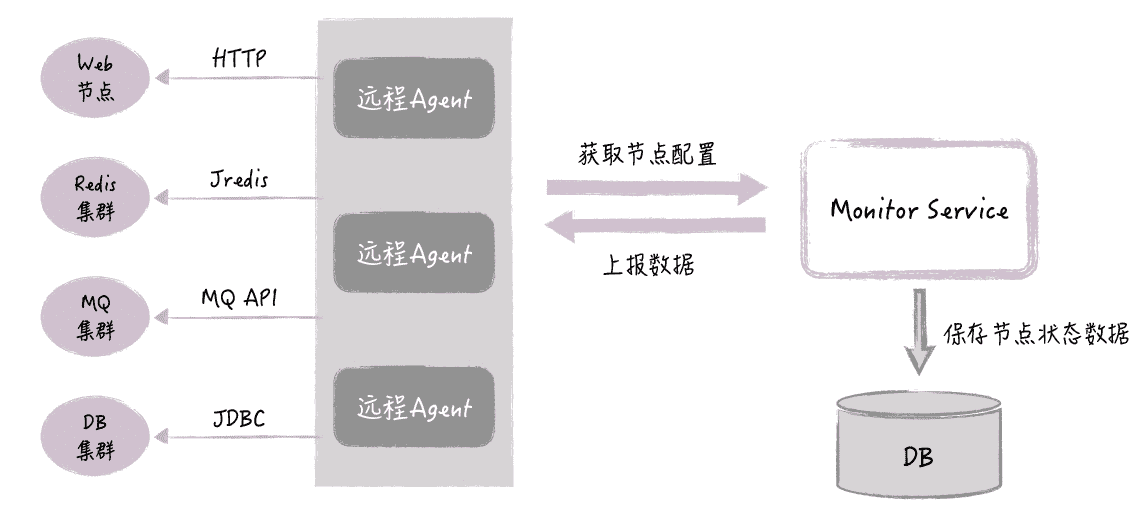 Web
节点
HTTP
Redis
集群
Jredis
MQ
集群
MQ API
DB
集群
JDBC
远程Agent
远程Agent
远程Agent
获取节点配置
上报数据
Monitor Service
保存节点状态数据
DB